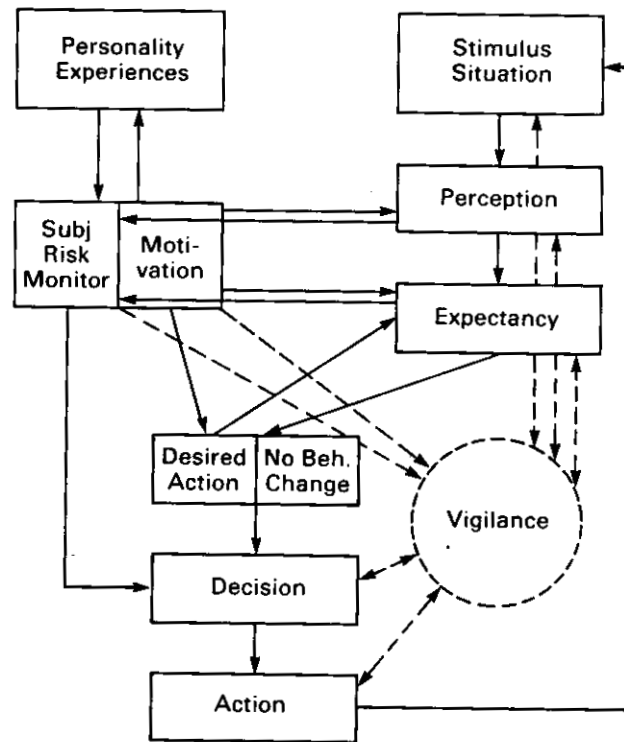 Personality
Experiences
Stimulus
Situation
Perception
Subj
Risk
Monitor
Moti-
vation
Expectancy
Desired
Action
No Beh.
Change
Vigilance
Decision
Action